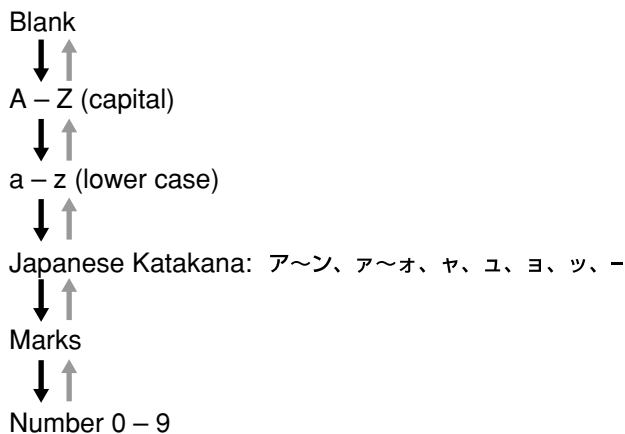 Blank
A – Z (capital)
a – z (lower case)
Japanese Katakana: ア〜ン、ァ〜ォ、ャ、ュ、ョ、ッ、ー
Marks
Number 0 – 9